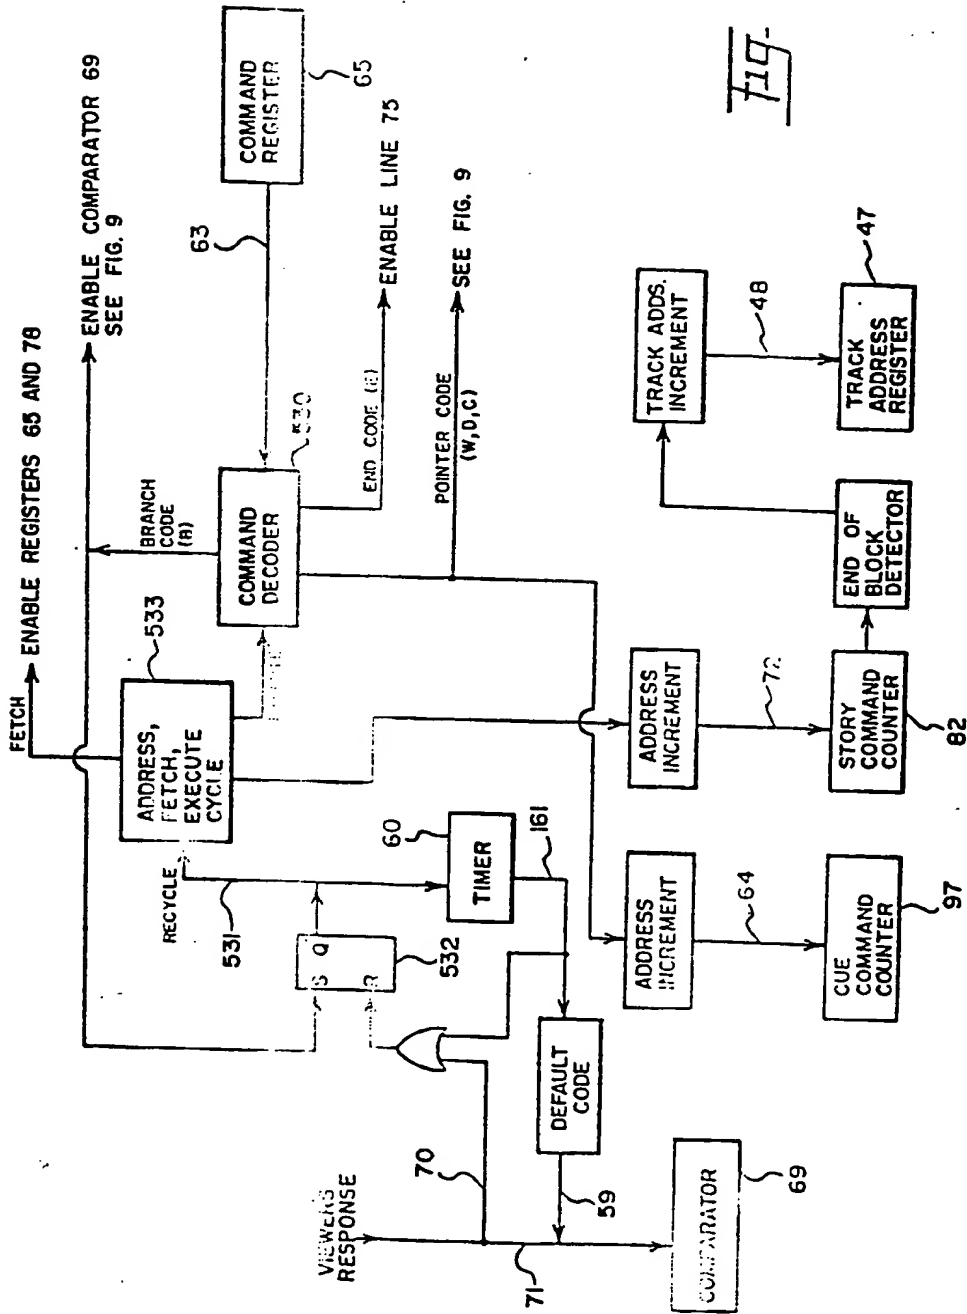 FETCH
ENABLE REGISTERS 65 AND 78
ENABLE COMPARATOR 69
SEE FIG. 9
533
ADDRESS,
FETCH,
EXECUTE
CYCLE
BRANCH
CODE
(B)
COMMAND
DECODER
530
63
COMMAND
REGISTER
65
END CODE (E)
ENABLE LINE 75
POINTER CODE
(W,D,C)
SEE FIG. 9
RECYCLE
531
S
Q
R
532
60
TIMER
161
VIEWERS
RESPONSE
70
71
DEFAULT
CODE
59
COMPARATOR
69
ADDRESS
INCREMENT
64
CUE
COMMAND
COUNTER
97
ADDRESS
INCREMENT
72
STORY
COMMAND
COUNTER
82
END OF
BLOCK
DETECTOR
TRACK ADDS.
INCREMENT
48
TRACK
ADDRESS
REGISTER
47
fig.